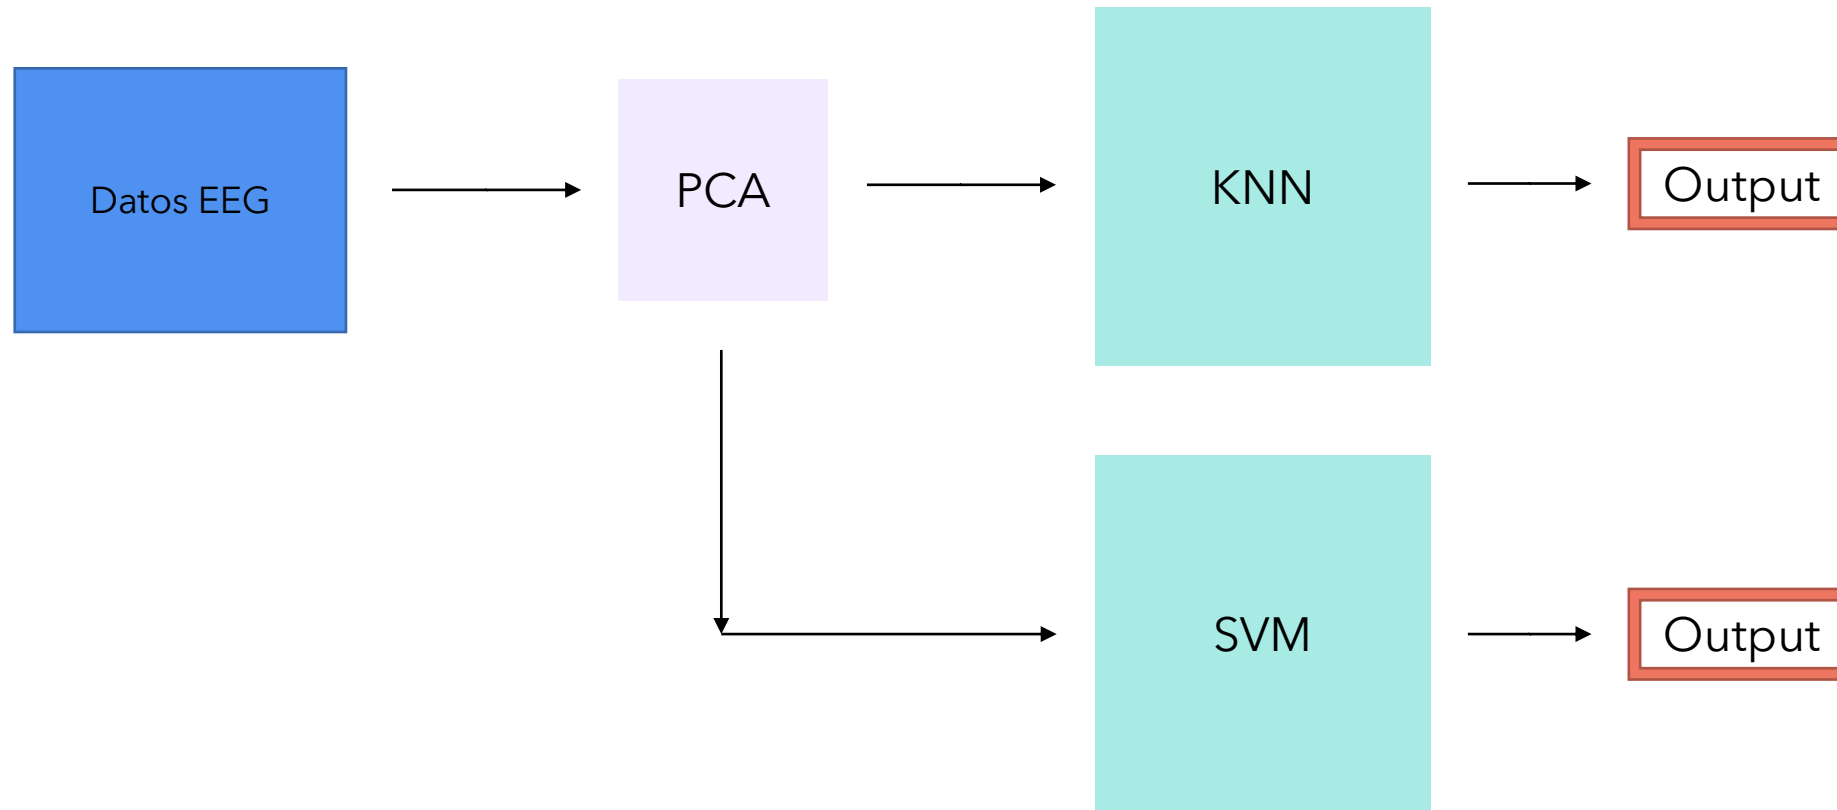 Datos EEG
PCA
KNN
Output
SVM
Output